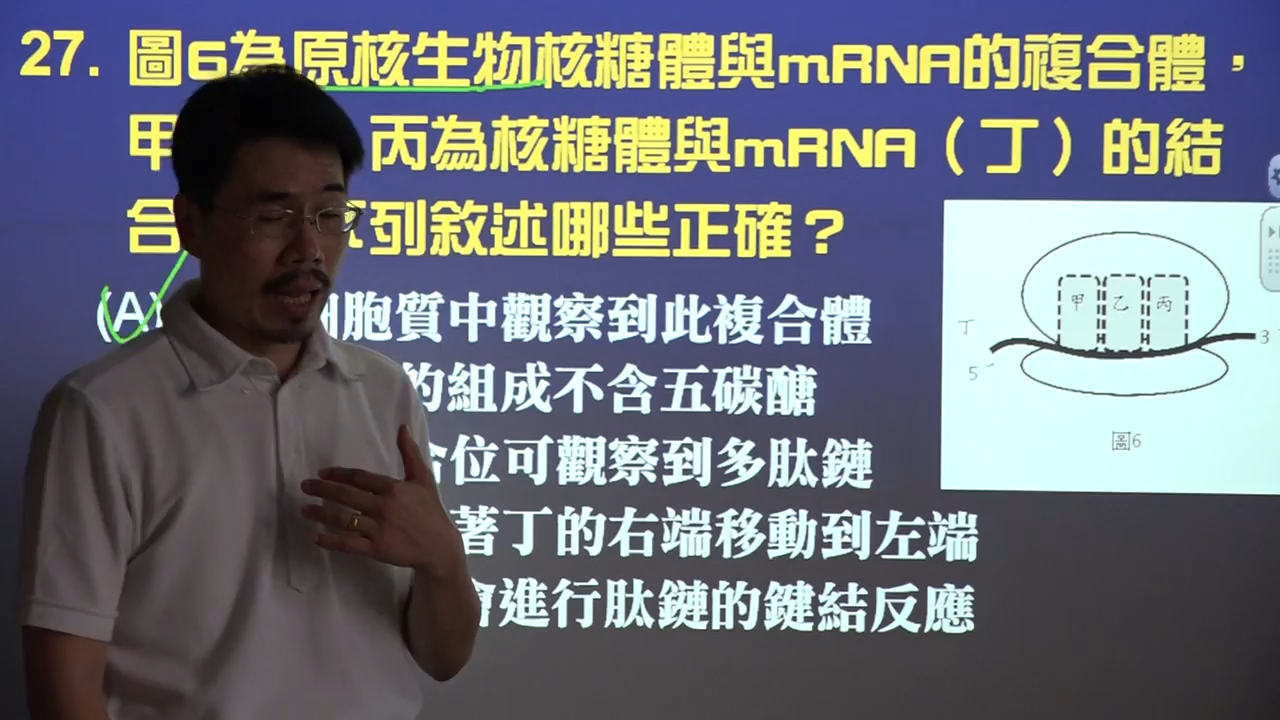 27. 圖6為原核生物核糖體與mRNA的複合體，
甲 丙為核糖體與mRNA（丁）的結
合 下列敘述哪些正確？
(A) 細胞質中觀察到此複合體
的組成不含五碳醣
合位可觀察到多肽鏈
著丁的右端移動到左端
會進行肽鏈的鍵結反應
甲 乙 丙
丁
3
5'
圖6